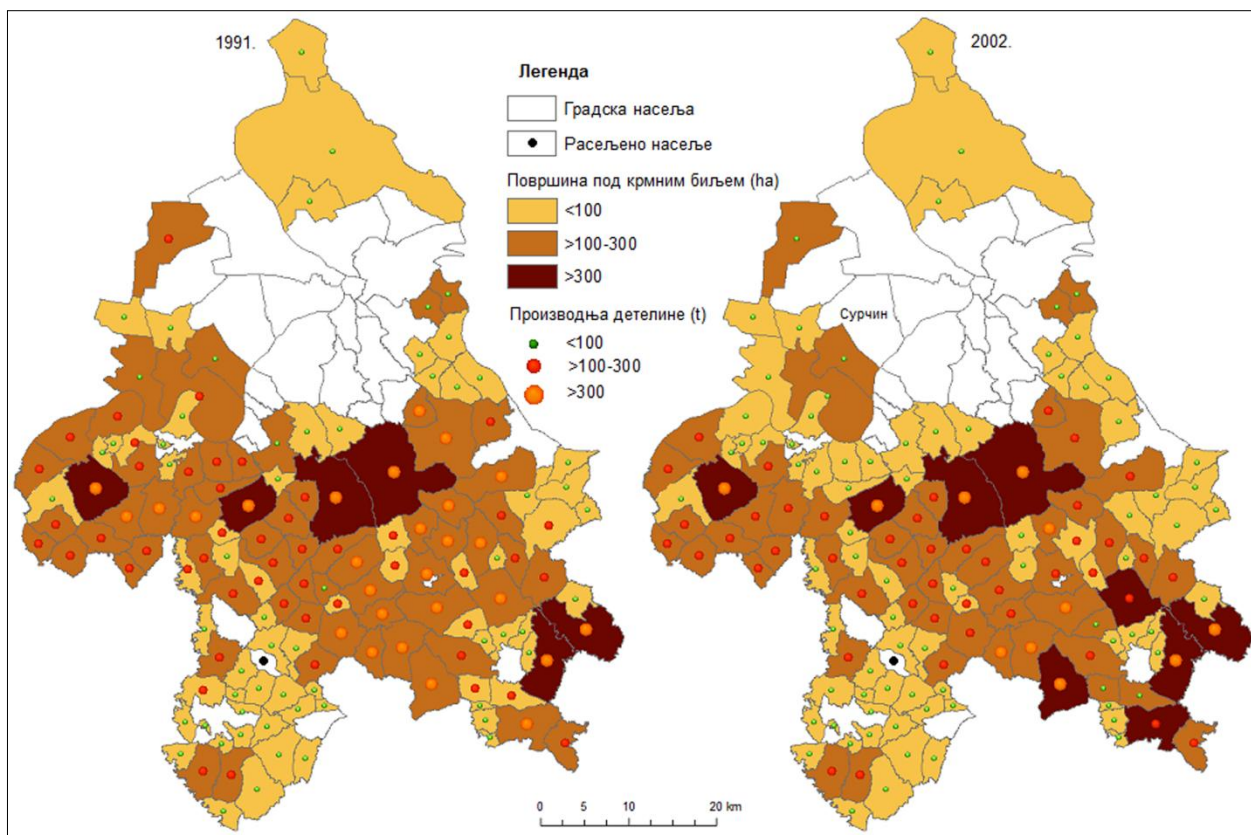 1991.
2002.
Легенда
Градска насеља
Расељено насеље
Површина под крмним биљем (ha)
<100
>100-300
>300
Производња детелине (t)
<100
>100-300
>300
Сурчин
0 5 10 20 km